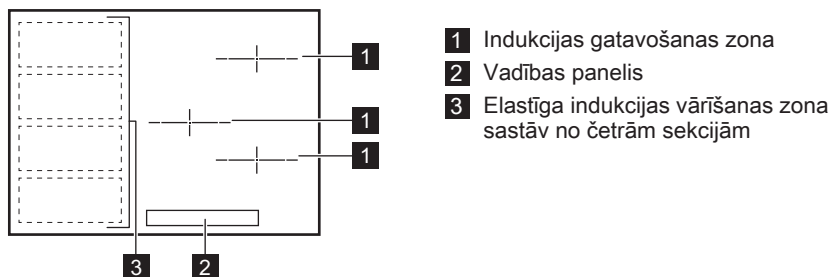 1
1
1
3
2
1 Indukcijas gatavošanas zona
2 Vadības panelis
3 Elastīga indukcijas vārīšanas zona
sastāv no četrām sekcijām